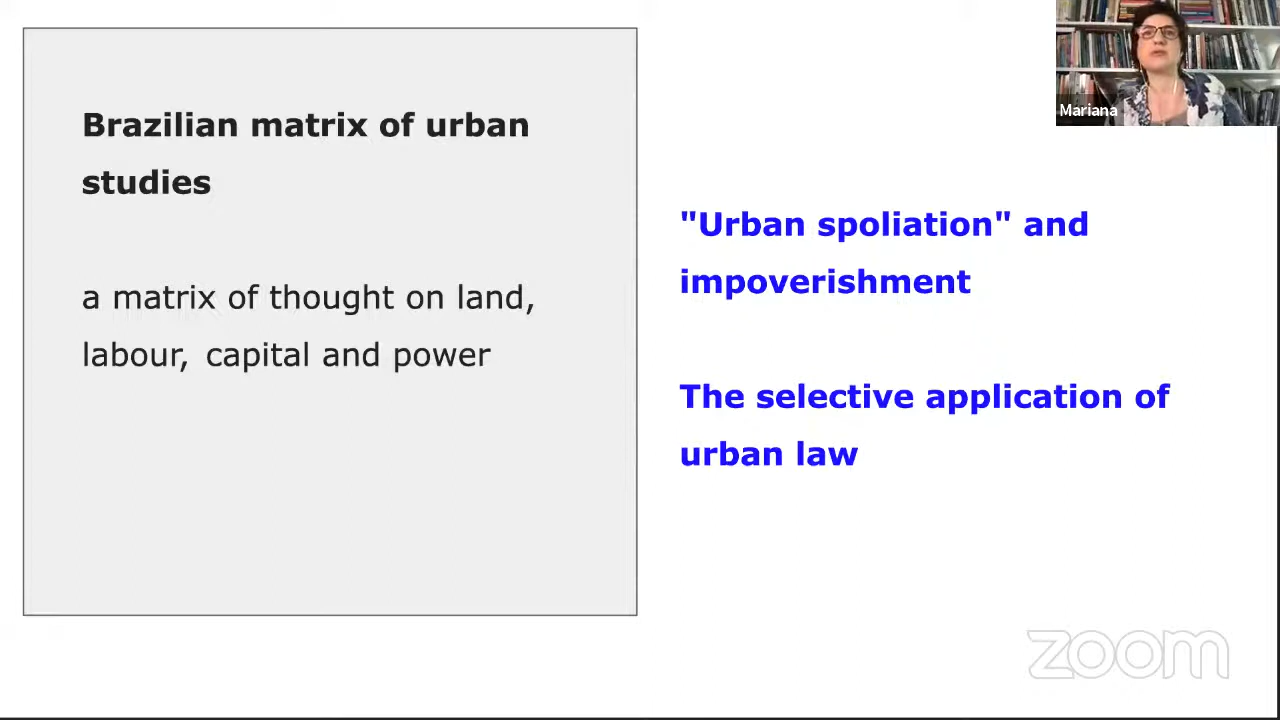 Brazilian matrix of urban
studies
a matrix of thought on land,
labour, capital and power
Mariana
"Urban spoliation" and
impoverishment
The selective application of
urban law
zoom